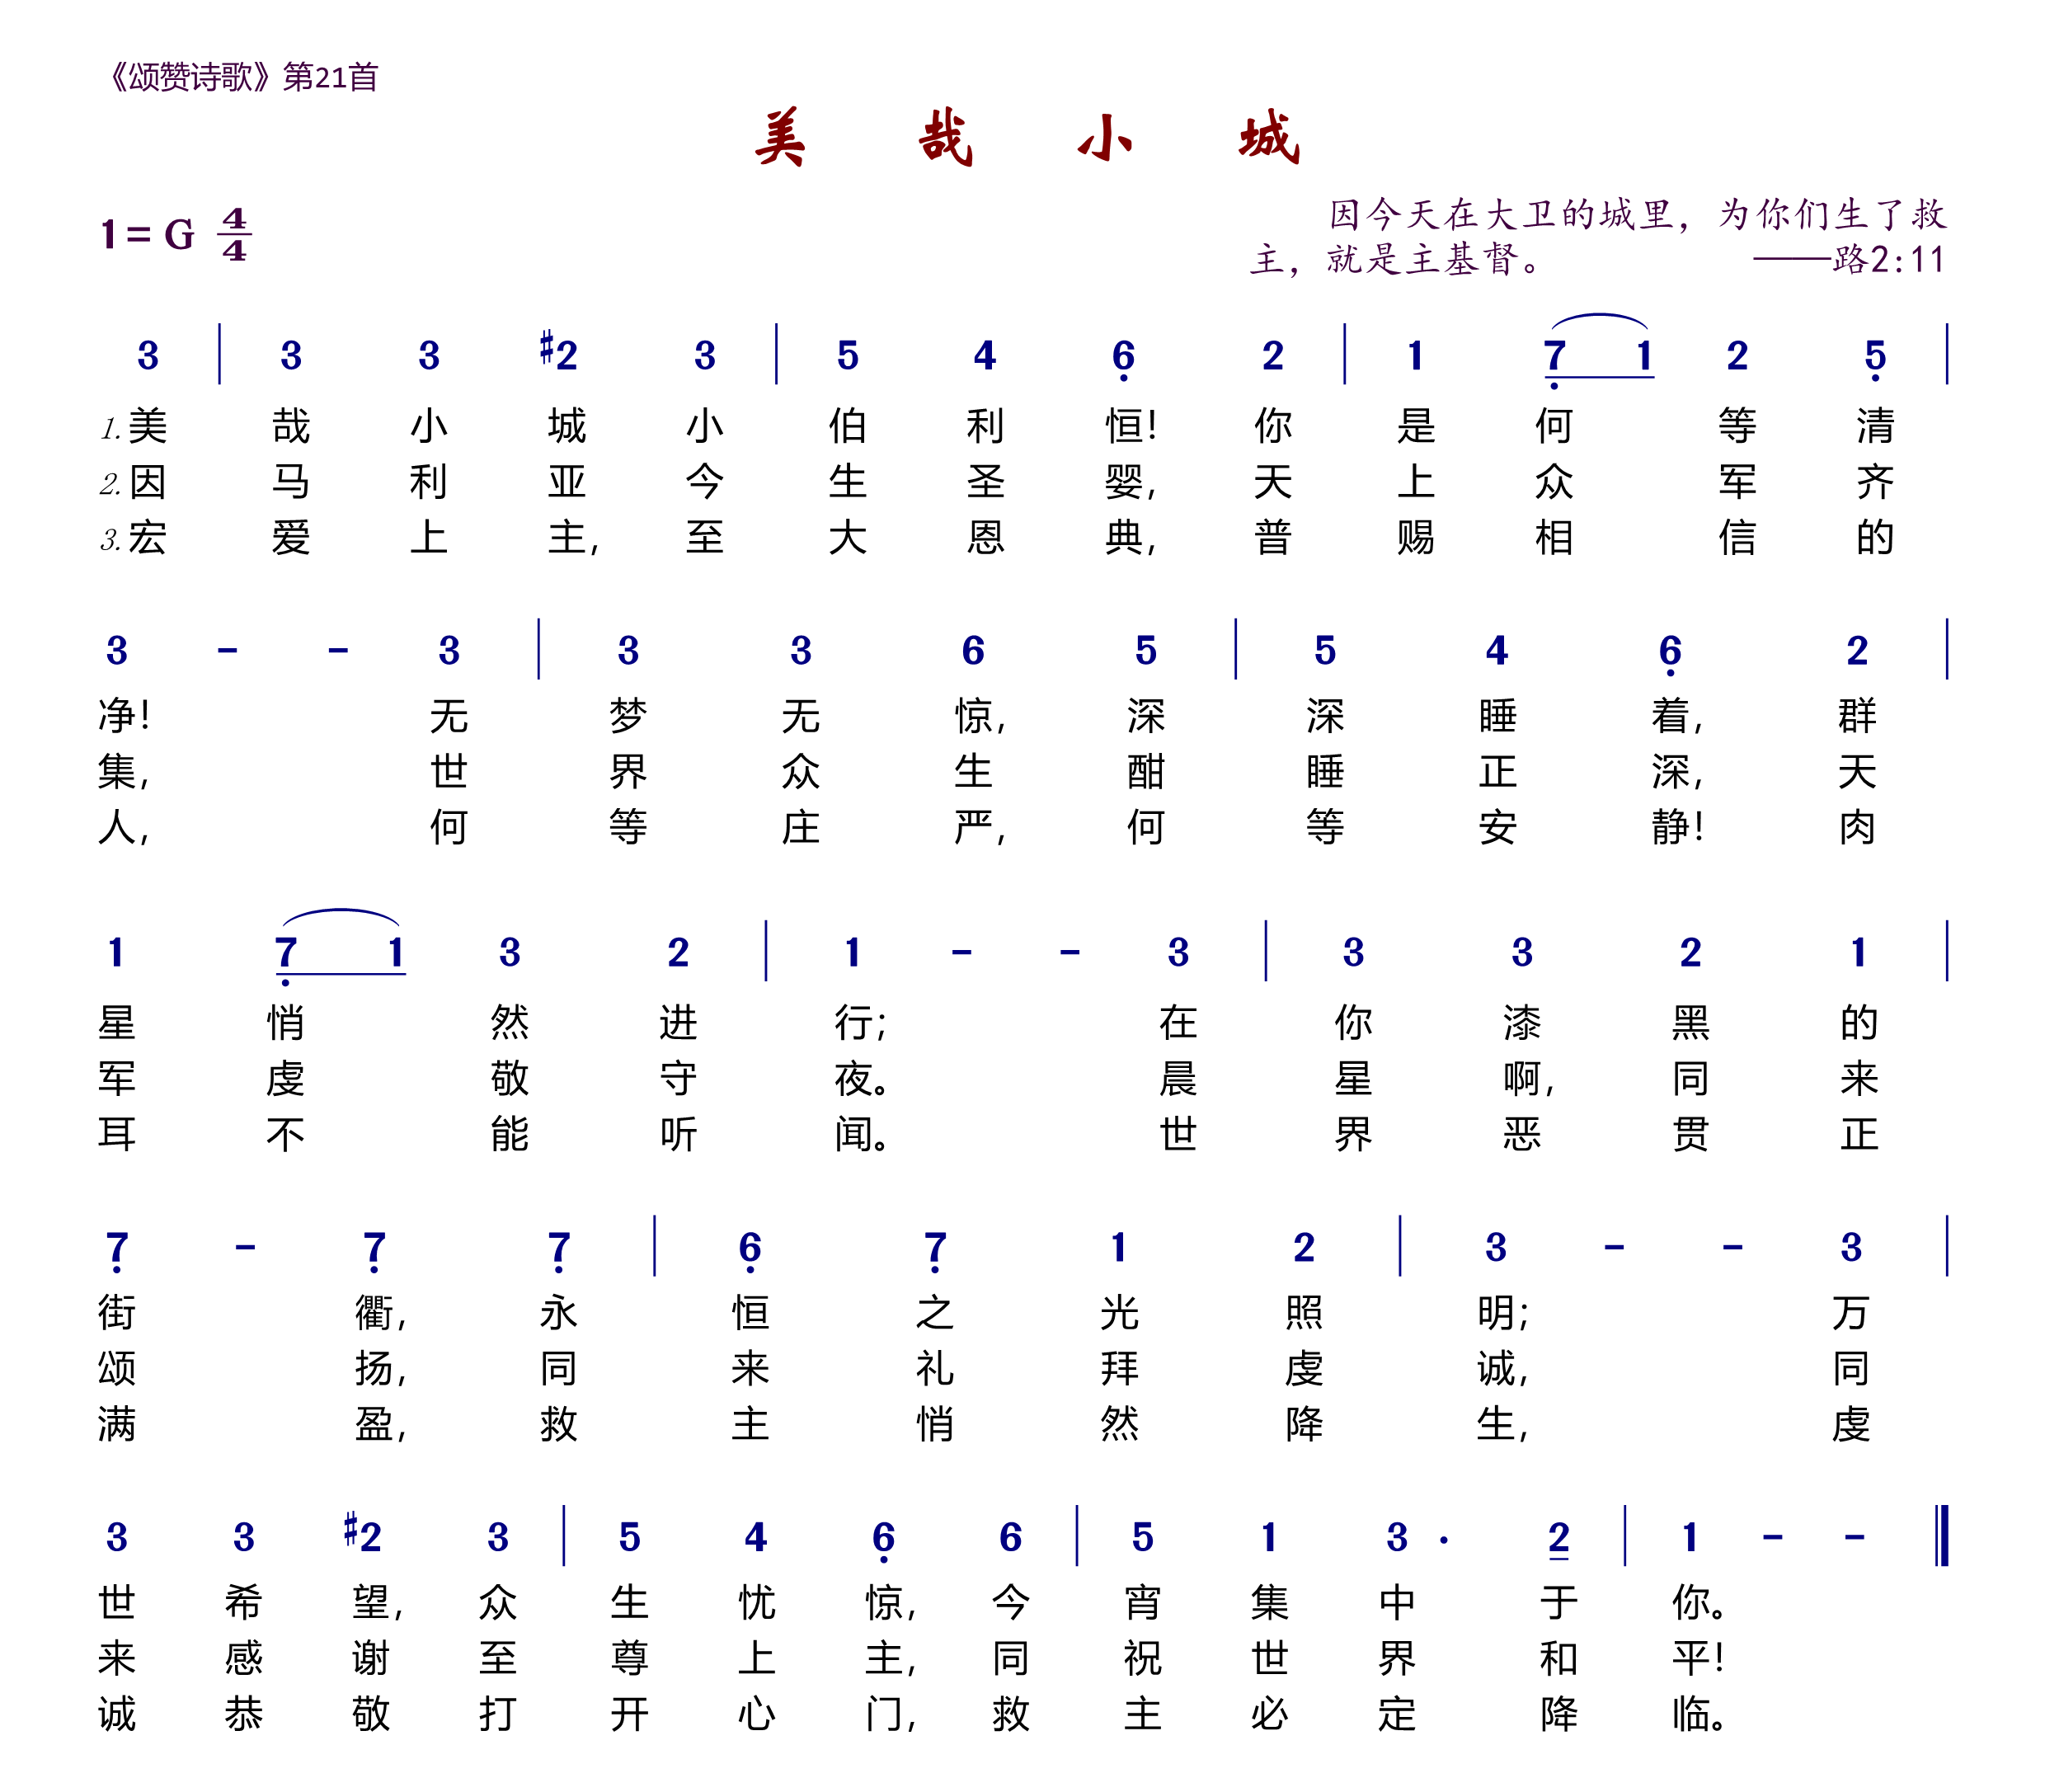 《颂赞诗歌》第21首
美哉小城
1=G 4/4
因今天在大卫的城里，为你们生了救
主，就是主基督。 ——路2:11
3 | 3 3 #2 3 | 5 4 6̣ 2 | 1 7̣ 1 2 5̣ |
1.美哉小城小伯利恒！你是何等清
2.因马利亚今生圣婴，天上众军齐
3.宏爱上主，至大恩典，普赐相信的
3 - - 3 | 3 3 6 5 | 5 4 6̣ 2 |
净！无梦无惊，深深睡着，群
集，世界众生酣睡正深，天
人，何等庄严，何等安静！肉
1 7̣ 1 3 2 | 1 - - 3 | 3 3 2 1 |
星悄然进行；在你漆黑的
军虔敬守夜。晨星啊，同来
耳不能听闻。世界恶贯正
7̣ - 7̣ 7̣ | 6̣ 7̣ 1 2 | 3 - - 3 |
街衢，永恒之光照明；万
颂扬，同来礼拜虔诚，同
满盈，救主悄然降生，虔
3 3 #2 3 | 5 4 6̣ 6 | 5 1 3 · 2 | 1 - - ‖
世希望，众生忧惊，今宵集中于你。
来感谢至尊上主，同祝世界和平！
诚恭敬打开心门，救主必定降临。